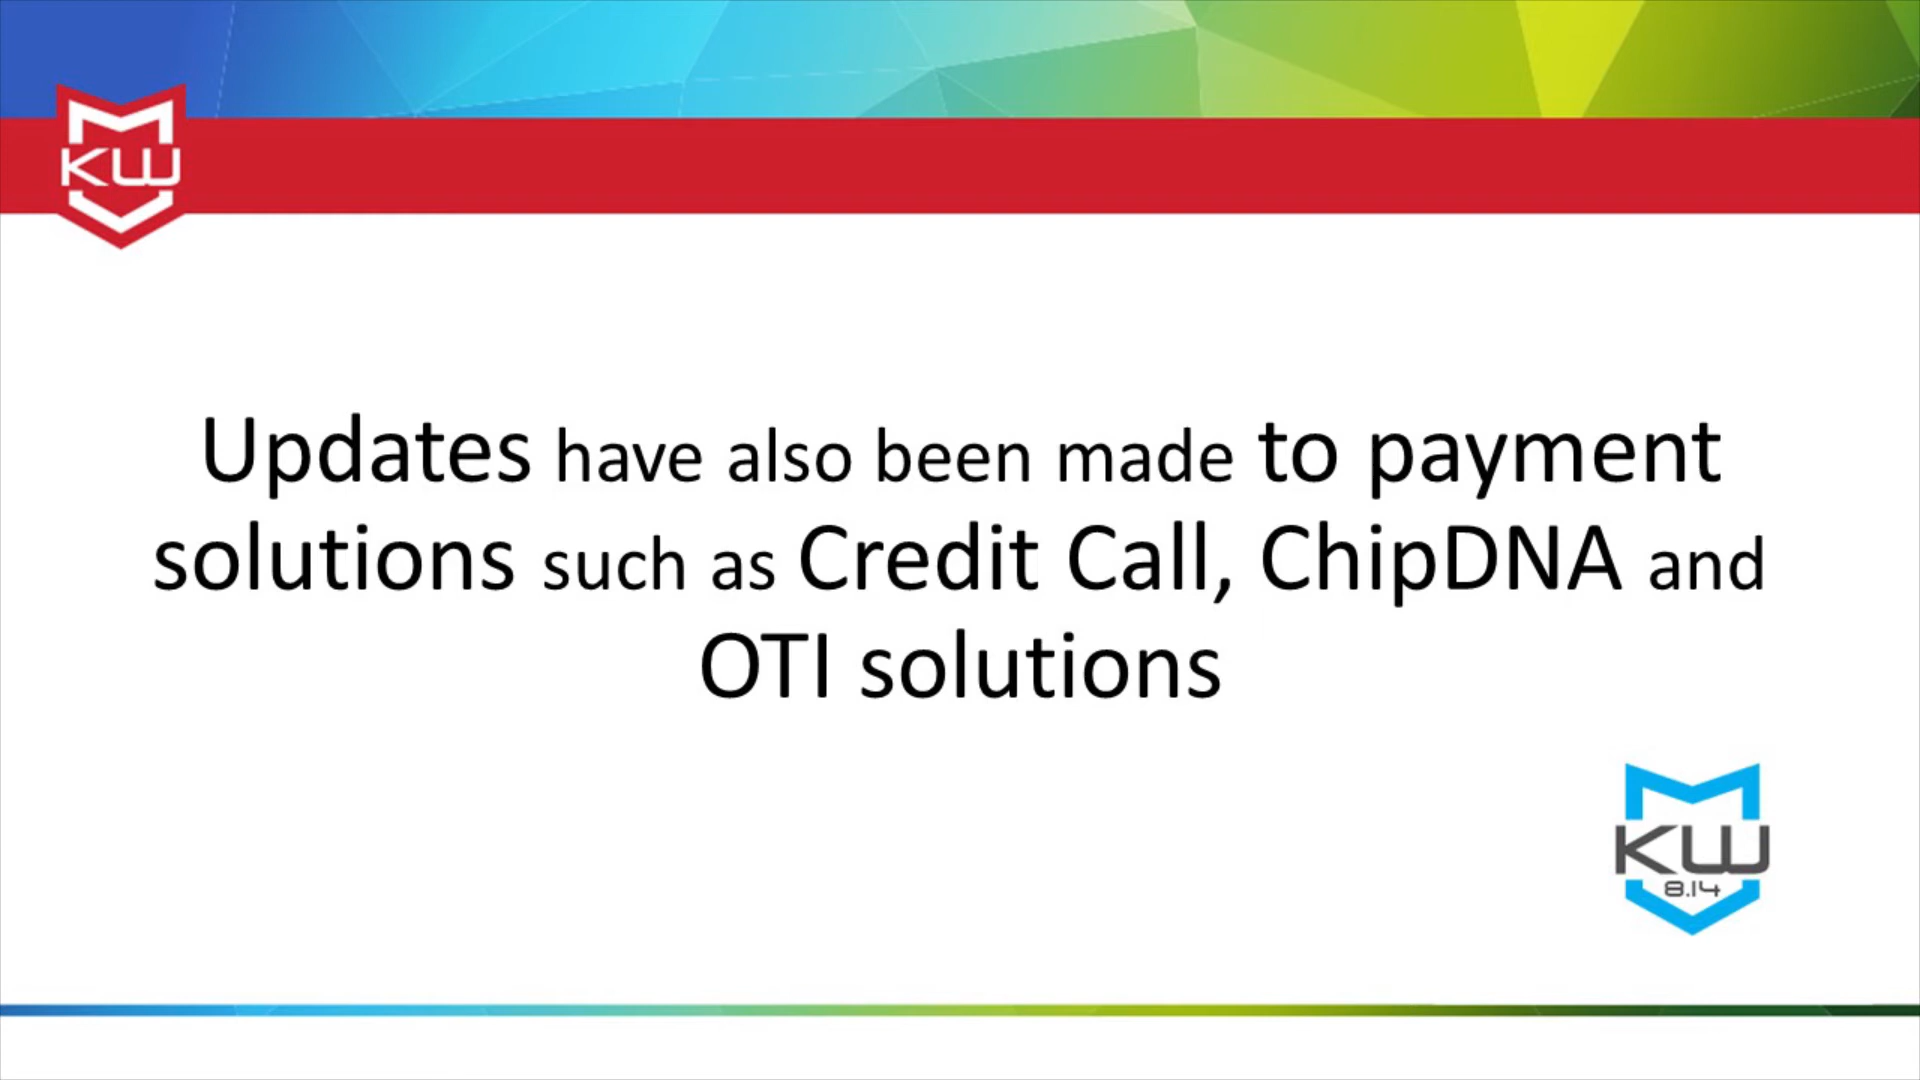 KW
Updates have also been made to payment
solutions such as Credit Call, ChipDNA and
OTI solutions
KW
8.14